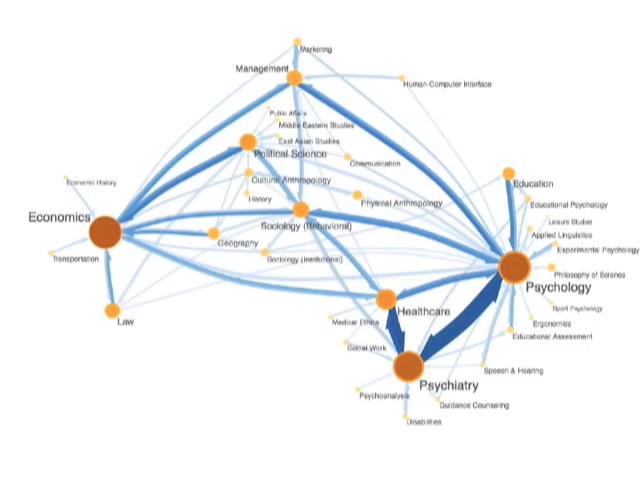 Marketing
Management
Human-Computer Interface
Public Affairs
Middle Eastern Studies
East Asian Studies
Political Science
Communication
Cultural Anthropology
Education
Economic History
History
Physical Anthropology
Educational Psychology
Economics
Leisure Studies
Sociology (Behavioral)
Applied Linguistics
Geography
Experimental Psychology
Transportation
Sociology (Institutional)
Philosophy of Science
Psychology
Sport Psychology
Law
Healthcare
Medical Ethics
Ergonomics
Educational Assessment
Social Work
Speech & Hearing
Psychiatry
Psychoanalysis
Guidance Counseling
Disabilities